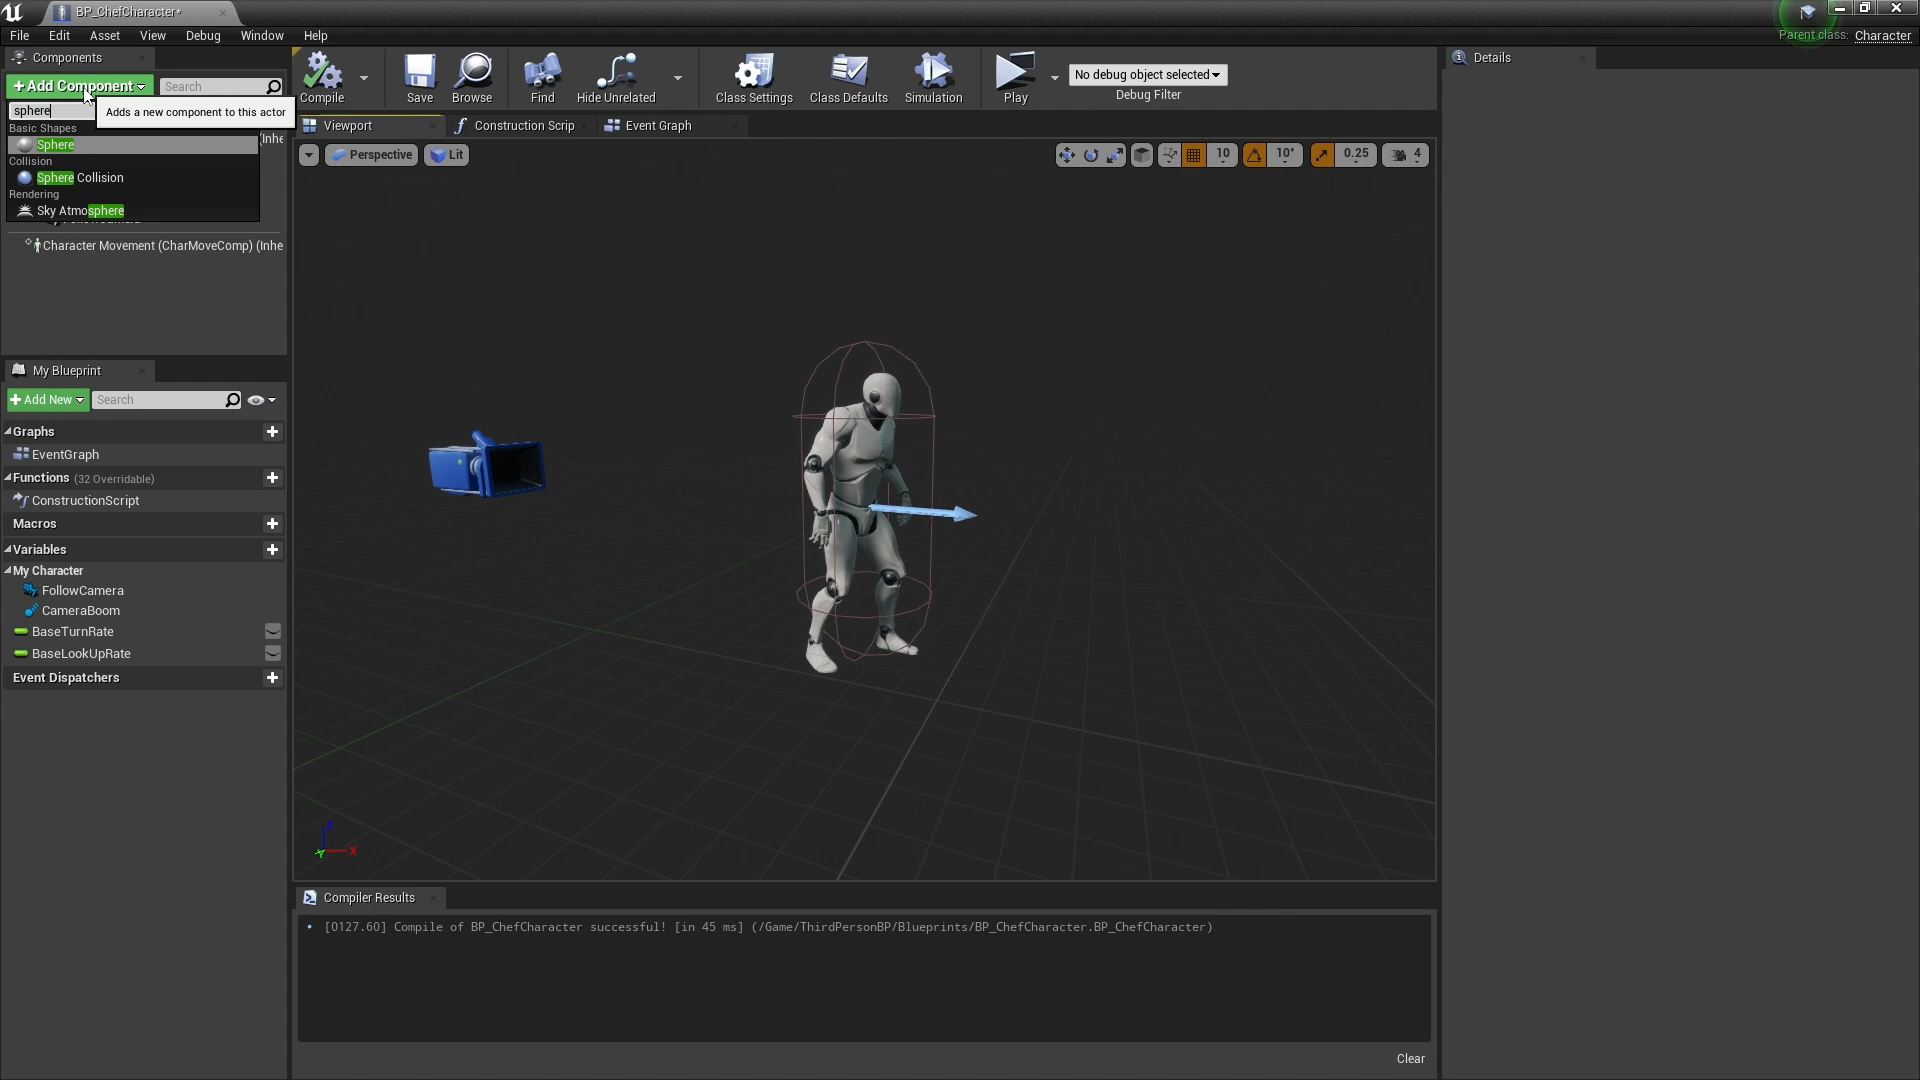 BP_ChefCharacter*
File Edit Asset View Debug Window Help
Parent class: Character
Components
+Add Component
Search
sphere
Adds a new component to this actor
Basic Shapes
(Inhe
Sphere
Collision
Sphere Collision
Rendering
Sky Atmosphere
Character Movement (CharMoveComp) (Inhe
My Blueprint
+Add New
Search
Graphs
EventGraph
Functions (32 Overridable)
ConstructionScript
Macros
Variables
My Character
FollowCamera
CameraBoom
BaseTurnRate
BaseLookUpRate
Event Dispatchers
Compile
Save
Browse
Find
Hide Unrelated
Class Settings
Class Defaults
Simulation
Play
No debug object selected
Debug Filter
Viewport
Construction Scrip
Event Graph
Perspective
Lit
10
10°
0.25
4
Z
X
Y
Compiler Results
• [0127.60] Compile of BP_ChefCharacter successful! [in 45 ms] (/Game/ThirdPersonBP/Blueprints/BP_ChefCharacter.BP_ChefCharacter)
Clear
Details